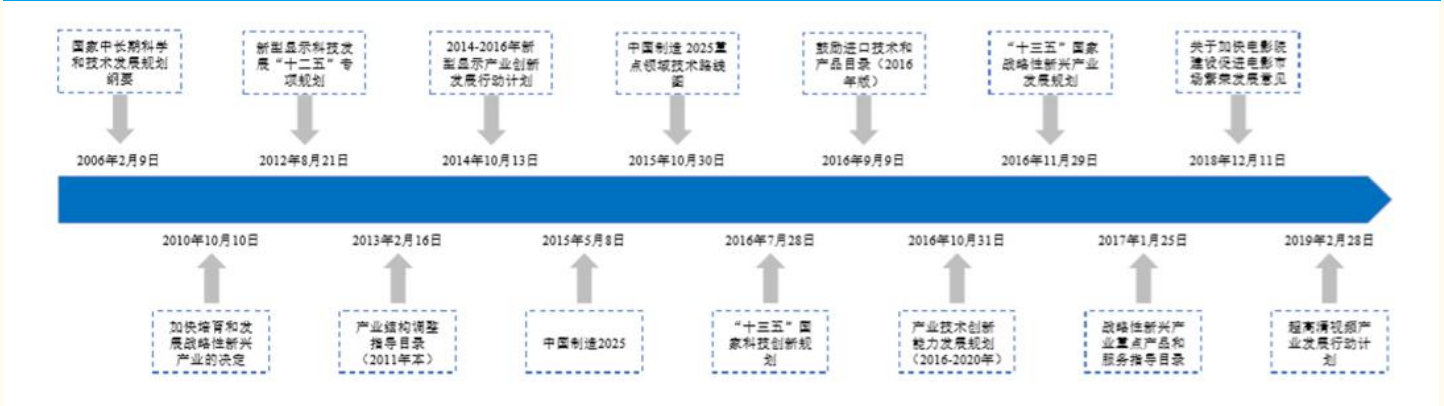 国家中长期科学
和技术发展规划
纲要
2006年2月9日
新型显示科技发
展“十二五”专
项规划
2012年8月21日
2014-2016年新
型显示产业创新
发展行动计划
2014年10月13日
中国制造 2025重
点领域技术路线
图
2015年10月30日
鼓励进口技术和
产品目录（2016
年版）
2016年9月9日
“十三五”国家
战略性新兴产业
发展规划
2016年11月29日
关于加快电影院
建设促进电影市
场繁荣发展意见
2018年12月11日
2010年10月10日
加快培育和发
展战略性新兴
产业的决定
2013年2月16日
产业结构调整
指导目录
（2011年本）
2015年5月8日
中国制造2025
2016年7月28日
“十三五”国
家科技创新规
划
2016年10月31日
产业技术创新
能力发展规划
（2016-2020年）
2017年1月25日
战略性新兴产
业重点产品和
服务指导目录
2019年2月28日
超高清视频产
业发展行动计
划